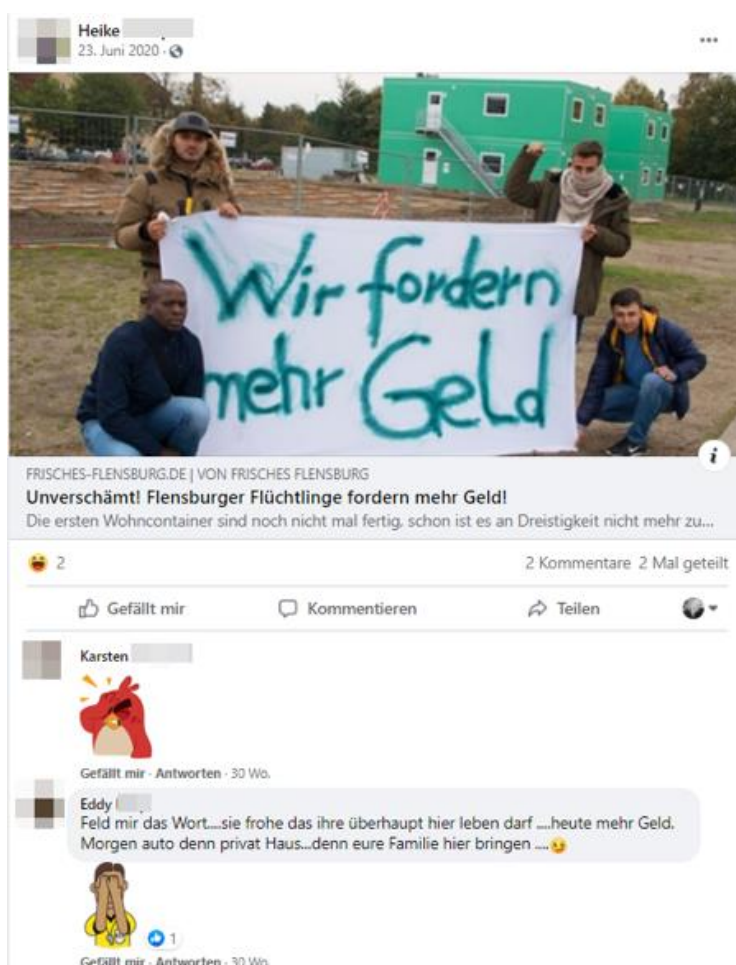 Heike
23. Juni 2020 ·
Wir fordern
mehr Geld
FRISCHES-FLENSBURG.DE | VON FRISCHES FLENSBURG
Unverschämt! Flensburger Flüchtlinge fordern mehr Geld!
Die ersten Wohncontainer sind noch nicht mal fertig, schon ist es an Dreistigkeit nicht mehr zu...
2
2 Kommentare 2 Mal geteilt
Gefällt mir Kommentieren Teilen
Karsten
Gefällt mir · Antworten · 30 Wo.
Eddy
Feld mir das Wort....sie frohe das ihre überhaupt hier leben darf ....heute mehr Geld.
Morgen auto denn privat Haus...denn eure Familie hier bringen ....
1
Gefällt mir · Antworten · 30 Wo.